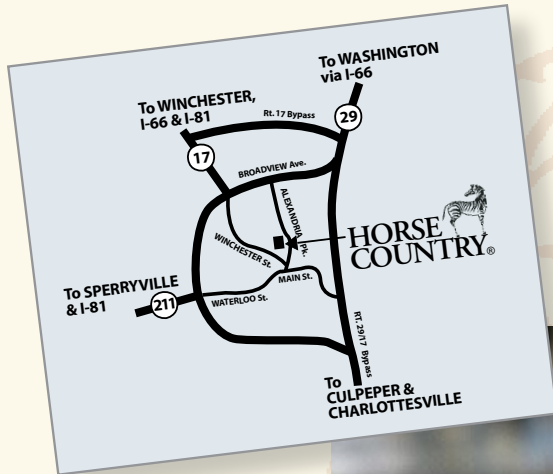 To WASHINGTON
via I-66
To WINCHESTER,
I-66 & I-81
Rt. 17 Bypass
29
17
BROADVIEW Ave.
ALEXANDRIA Pk.
HORSE
COUNTRY®
WINCHESTER St.
MAIN St.
To SPERRYVILLE
& I-81
211
WATERLOO St.
RT. 29/17 Bypass
To
CULPEPER &
CHARLOTTESVILLE